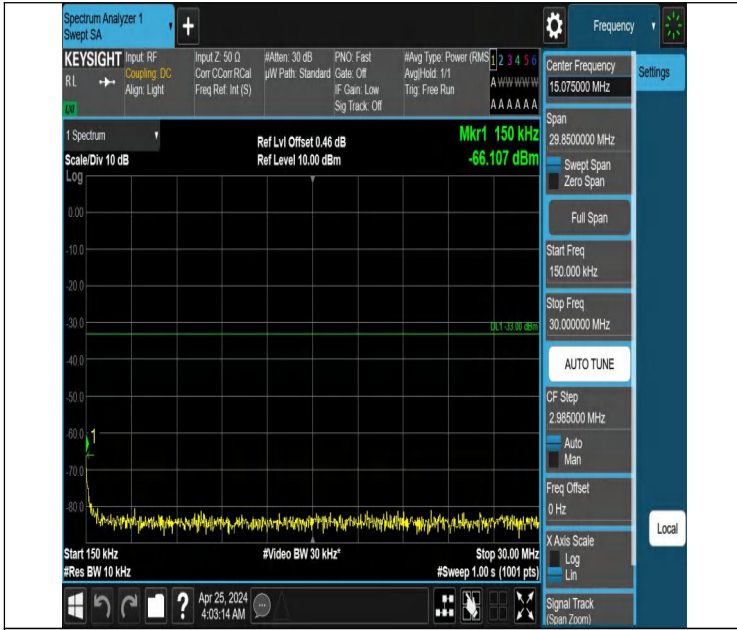 Spectrum Analyzer 1
Swept SA
Frequency
KEYSIGHT
RL
Input: RF
Coupling: DC
Align: Light
Input Z: 50 Ω
Corr CCorr RCal
Freq Ref: Int (S)
#Atten: 30 dB
µW Path: Standard
PNO: Fast
Gate: Off
IF Gain: Low
Sig Track: Off
#Avg Type: Power (RMS
Avg|Hold: 1/1
Trig: Free Run
1 2 3 4 5 6
A W W W W W
A A A A A A
1 Spectrum
Scale/Div 10 dB
Log
Ref Lvl Offset 0.46 dB
Ref Level 10.00 dBm
Mkr1 150 kHz
-66.107 dBm
0.00
-10.0
-20.0
-30.0
DL1 -33.00 dBm
-40.0
-50.0
-60.0
1
-70.0
-80.0
Start 150 kHz
#Video BW 30 kHz*
Stop 30.00 MHz
#Res BW 10 kHz
#Sweep 1.00 s (1001 pts)
?
Apr 25, 2024
4:03:14 AM
Center Frequency
15.075000 MHz
Settings
Span
29.8500000 MHz
Swept Span
Zero Span
Full Span
Start Freq
150.000 kHz
Stop Freq
30.000000 MHz
AUTO TUNE
CF Step
2.985000 MHz
Auto
Man
Freq Offset
0 Hz
X Axis Scale
Log
Lin
Signal Track
(Span Zoom)
Local